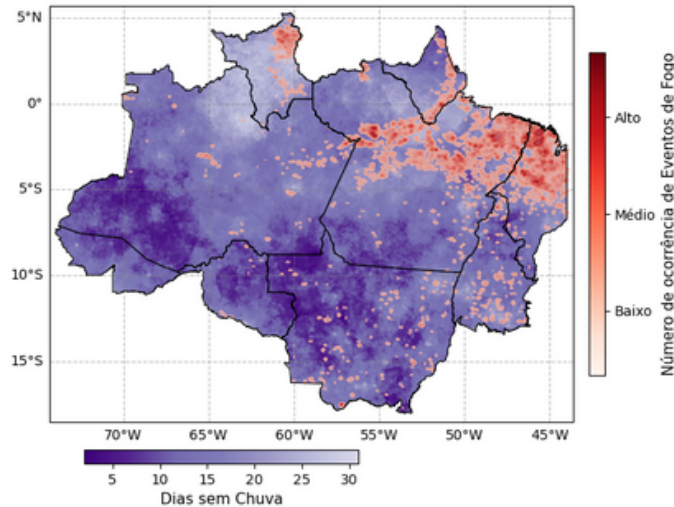 5°N
0°
5°S
10°S
15°S
70°W 65°W 60°W 55°W 50°W 45°W
5 10 15 20 25 30
Dias sem Chuva
Alto
Médio
Baixo
Número de ocorrência de Eventos de Fogo